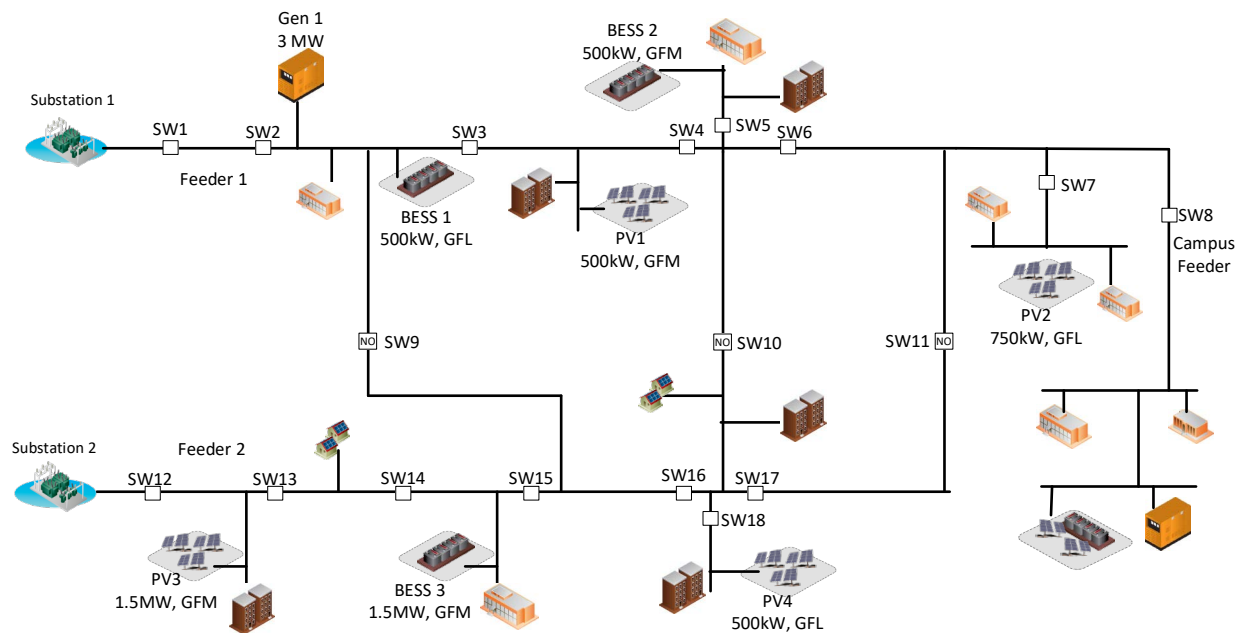 Gen 1
3 MW
BESS 2
500kW, GFM
Substation 1
SW1
SW2
SW3
SW4
SW5
SW6
Feeder 1
BESS 1
500kW, GFL
PV1
500kW, GFM
SW7
SW8
Campus
Feeder
PV2
750kW, GFL
NO
SW9
NO
SW10
SW11
NO
Substation 2
Feeder 2
SW12
SW13
SW14
SW15
SW16
SW17
SW18
PV3
1.5MW, GFM
BESS 3
1.5MW, GFM
PV4
500kW, GFL